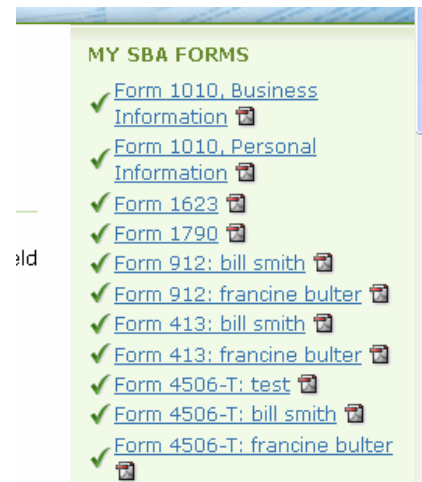 MY SBA FORMS
Form 1010, Business
Information
Form 1010, Personal
Information
Form 1623
Form 1790
eld
Form 912: bill smith
Form 912: francine bulter
Form 413: bill smith
Form 413: francine bulter
Form 4506-T: test
Form 4506-T: bill smith
Form 4506-T: francine bulter